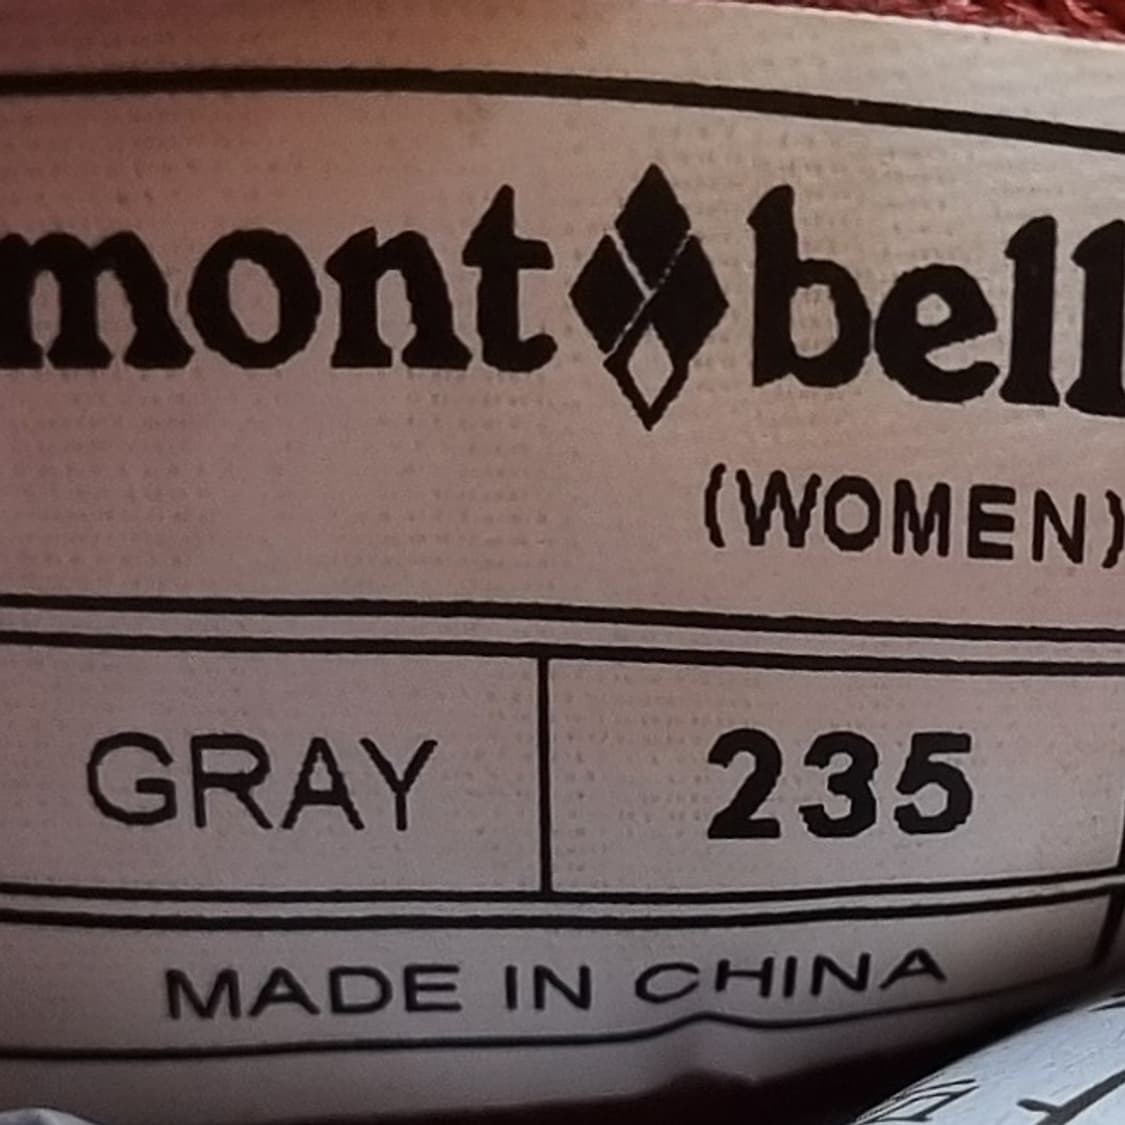 mont bell
(WOMEN)
GRAY 235
MADE IN CHINA